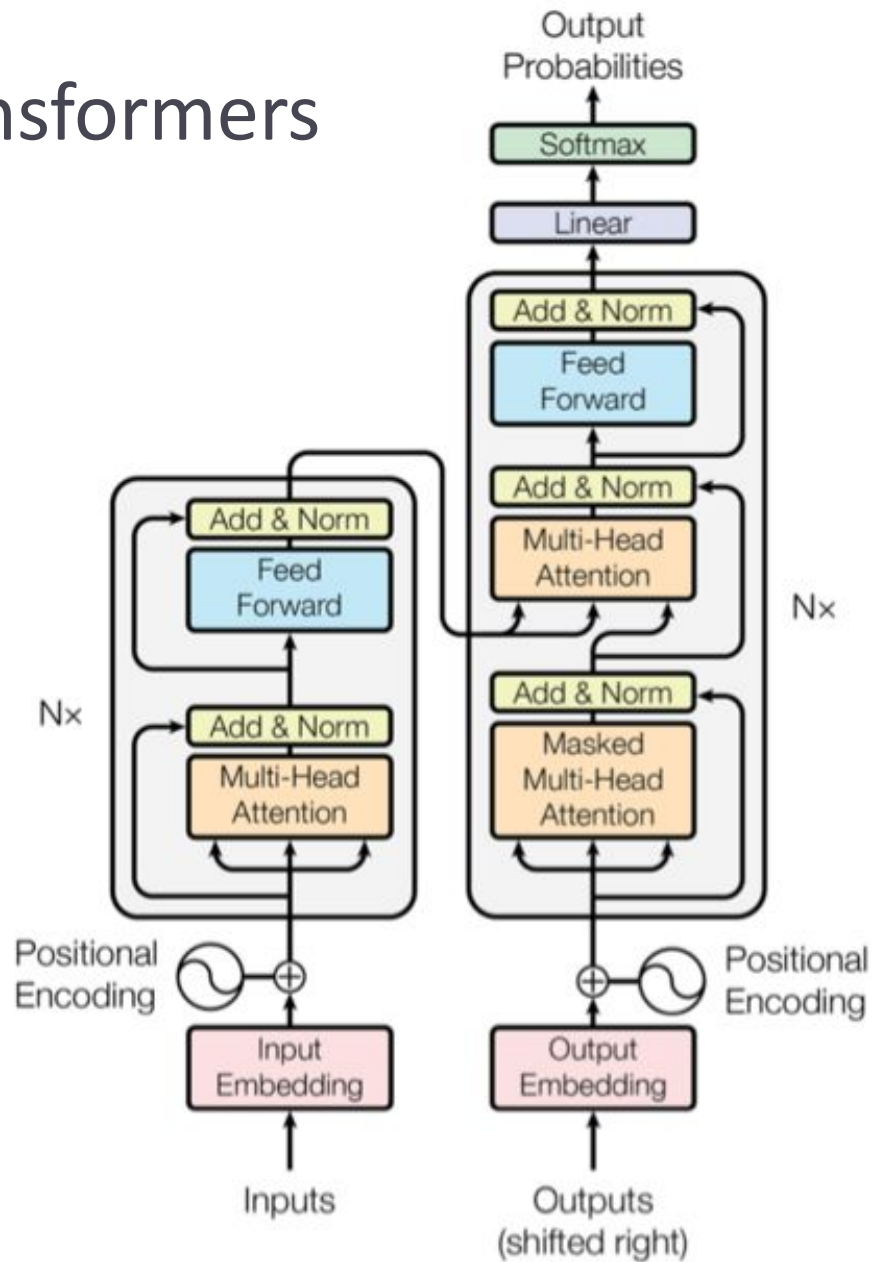 nsformers
Output
Probabilities
Softmax
Linear
Add & Norm
Feed
Forward
Add & Norm
Multi-Head
Attention
Nx
Add & Norm
Masked
Multi-Head
Attention
Add & Norm
Feed
Forward
Nx
Add & Norm
Multi-Head
Attention
Positional
Encoding
Positional
Encoding
Input
Embedding
Output
Embedding
Inputs
Outputs
(shifted right)